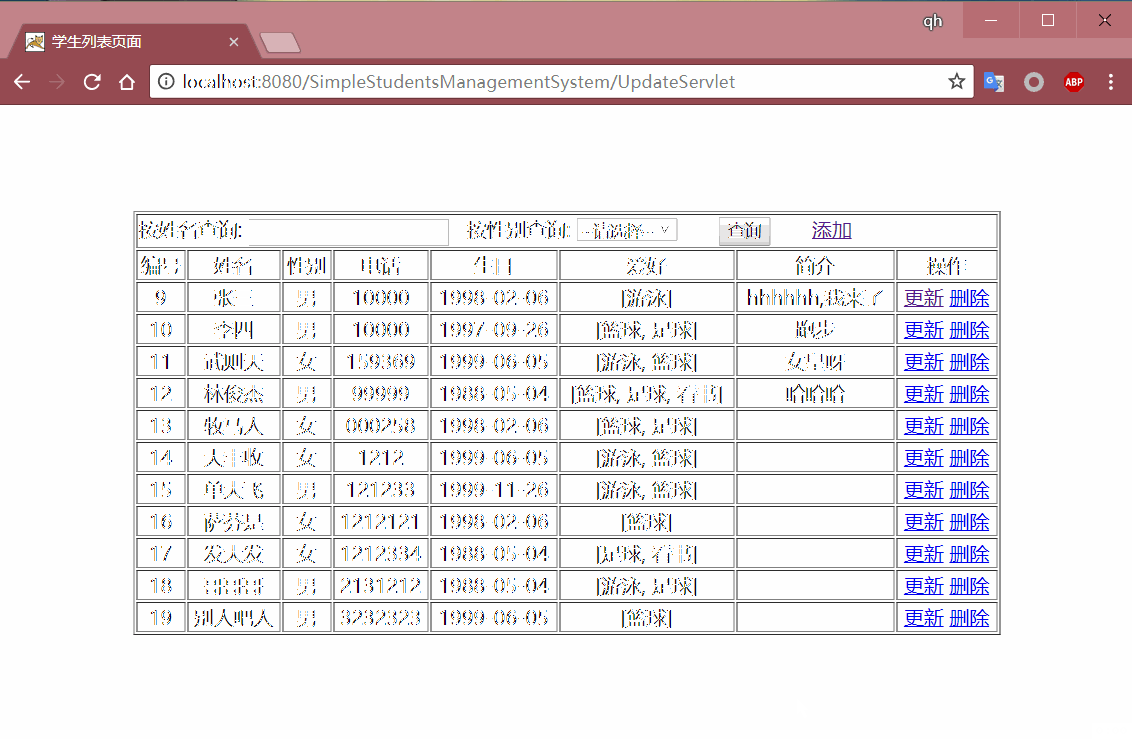 qh
学生列表页面
localhost:8080/SimpleStudentsManagementSystem/UpdateServlet
ABP
按姓名查询: 按性别查询: --请选择-- 查询 添加
编号 姓名 性别 电话 生日 爱好 简介 操作
9 张三 男 10000 1998-02-06 [游泳] hhhhhh,我来了 更新 删除
10 李四 男 10000 1997-09-26 [篮球, 足球] 跑步 更新 删除
11 武则天 女 159369 1999-06-05 [游泳, 篮球] 女皇呀 更新 删除
12 林俊杰 男 99999 1988-05-04 [篮球, 足球, 看书] 哈哈哈 更新 删除
13 牧马人 女 000258 1998-02-06 [篮球, 足球] 更新 删除
14 女 1212 1999-06-05 [游泳, 篮球] 更新 删除
15 男 121233 1999-11-26 [游泳, 篮球] 更新 删除
16 女 1212121 1998-02-06 [篮球] 更新 删除
17 发大发 女 1212334 1988-05-04 [足球, 看书] 更新 删除
18 男 2131212 1988-05-04 [游泳, 足球] 更新 删除
19 别人吧人 男 3232323 1999-06-05 [篮球] 更新 删除